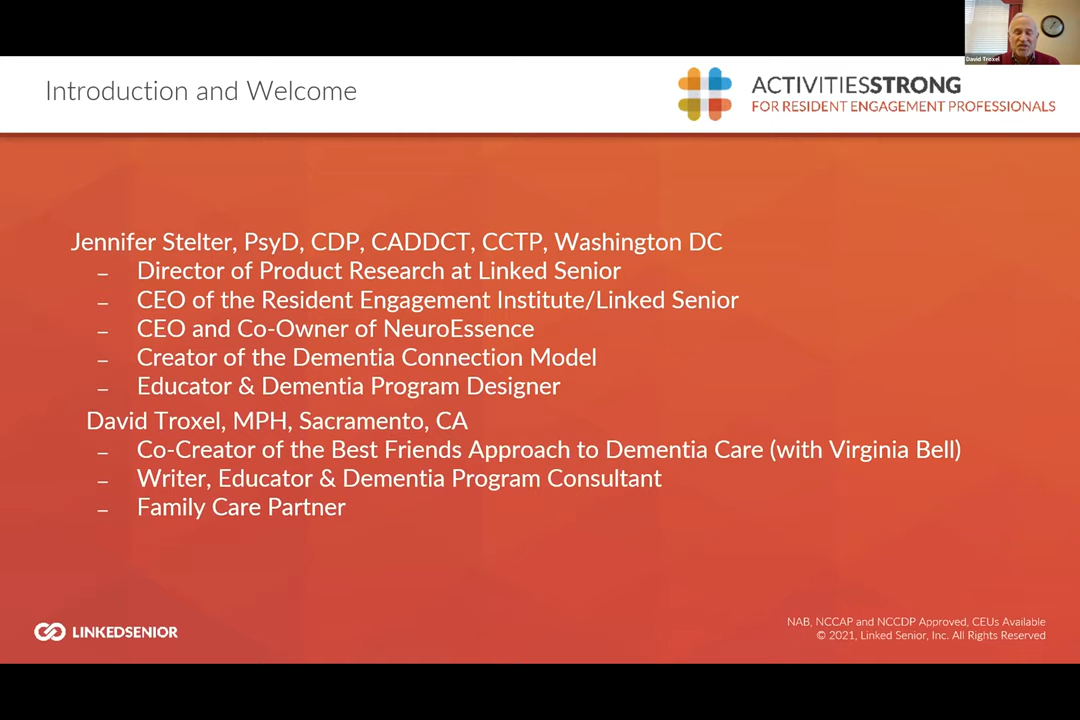 David Troxel
Introduction and Welcome
ACTIVITIESSTRONG
FOR RESIDENT ENGAGEMENT PROFESSIONALS
Jennifer Stelter, PsyD, CDP, CADDCT, CCTP, Washington DC
– Director of Product Research at Linked Senior
– CEO of the Resident Engagement Institute/Linked Senior
– CEO and Co-Owner of NeuroEssence
– Creator of the Dementia Connection Model
– Educator & Dementia Program Designer
David Troxel, MPH, Sacramento, CA
– Co-Creator of the Best Friends Approach to Dementia Care (with Virginia Bell)
– Writer, Educator & Dementia Program Consultant
– Family Care Partner
LINKEDSENIOR
NAB, NCCAP and NCCDP Approved, CEUs Available
© 2021, Linked Senior, Inc. All Rights Reserved